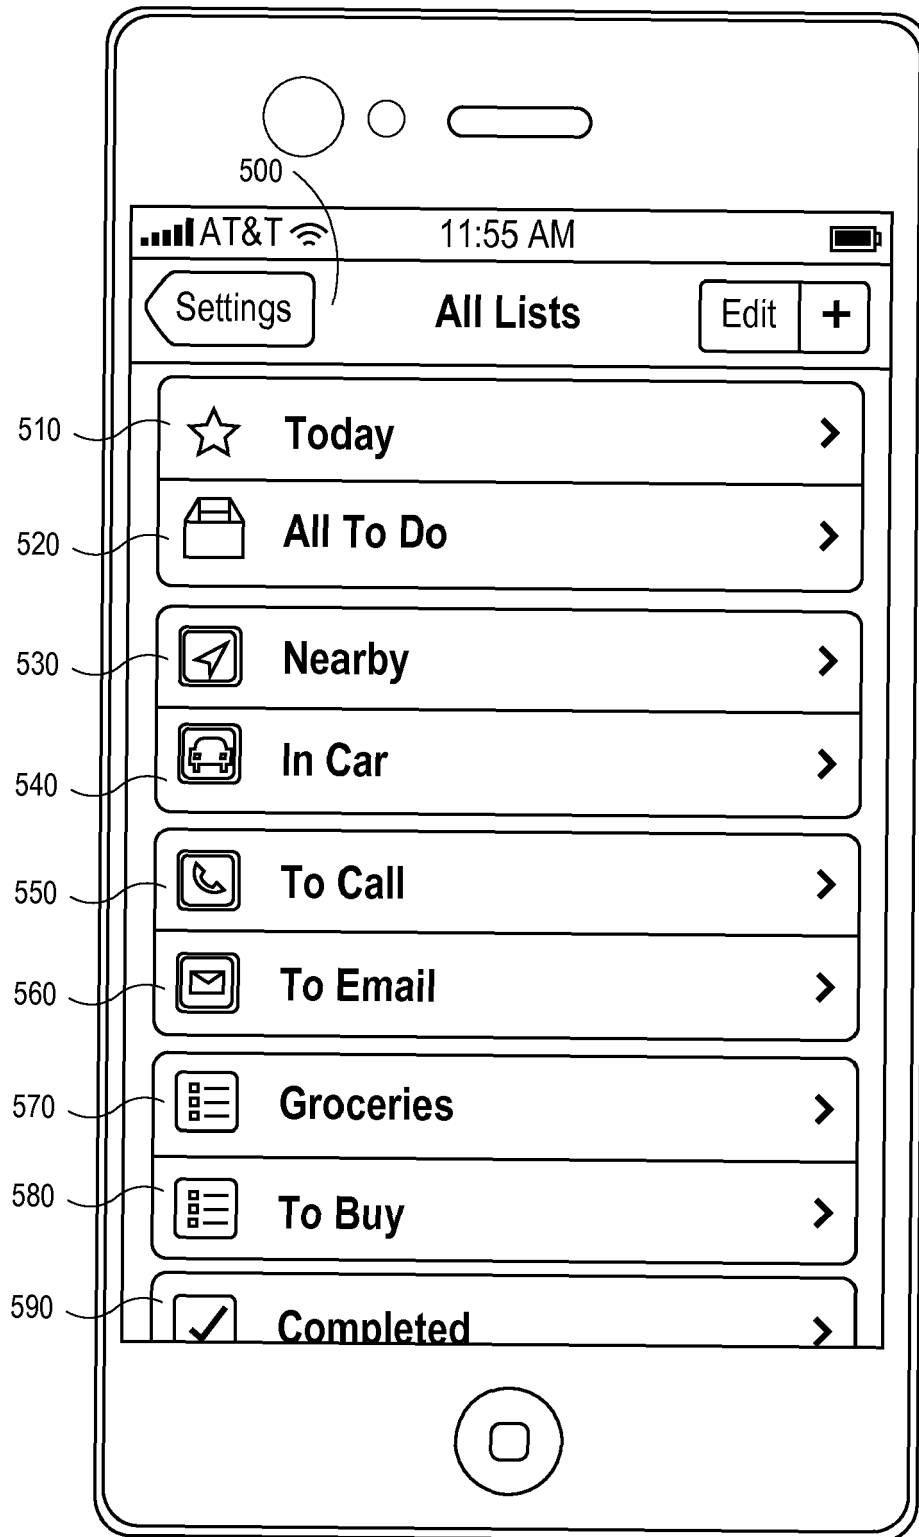 500
AT&T 11:55 AM
Settings All Lists Edit +
510 Today >
520 All To Do >
530 Nearby >
540 In Car >
550 To Call >
560 To Email >
570 Groceries >
580 To Buy >
590 Completed >